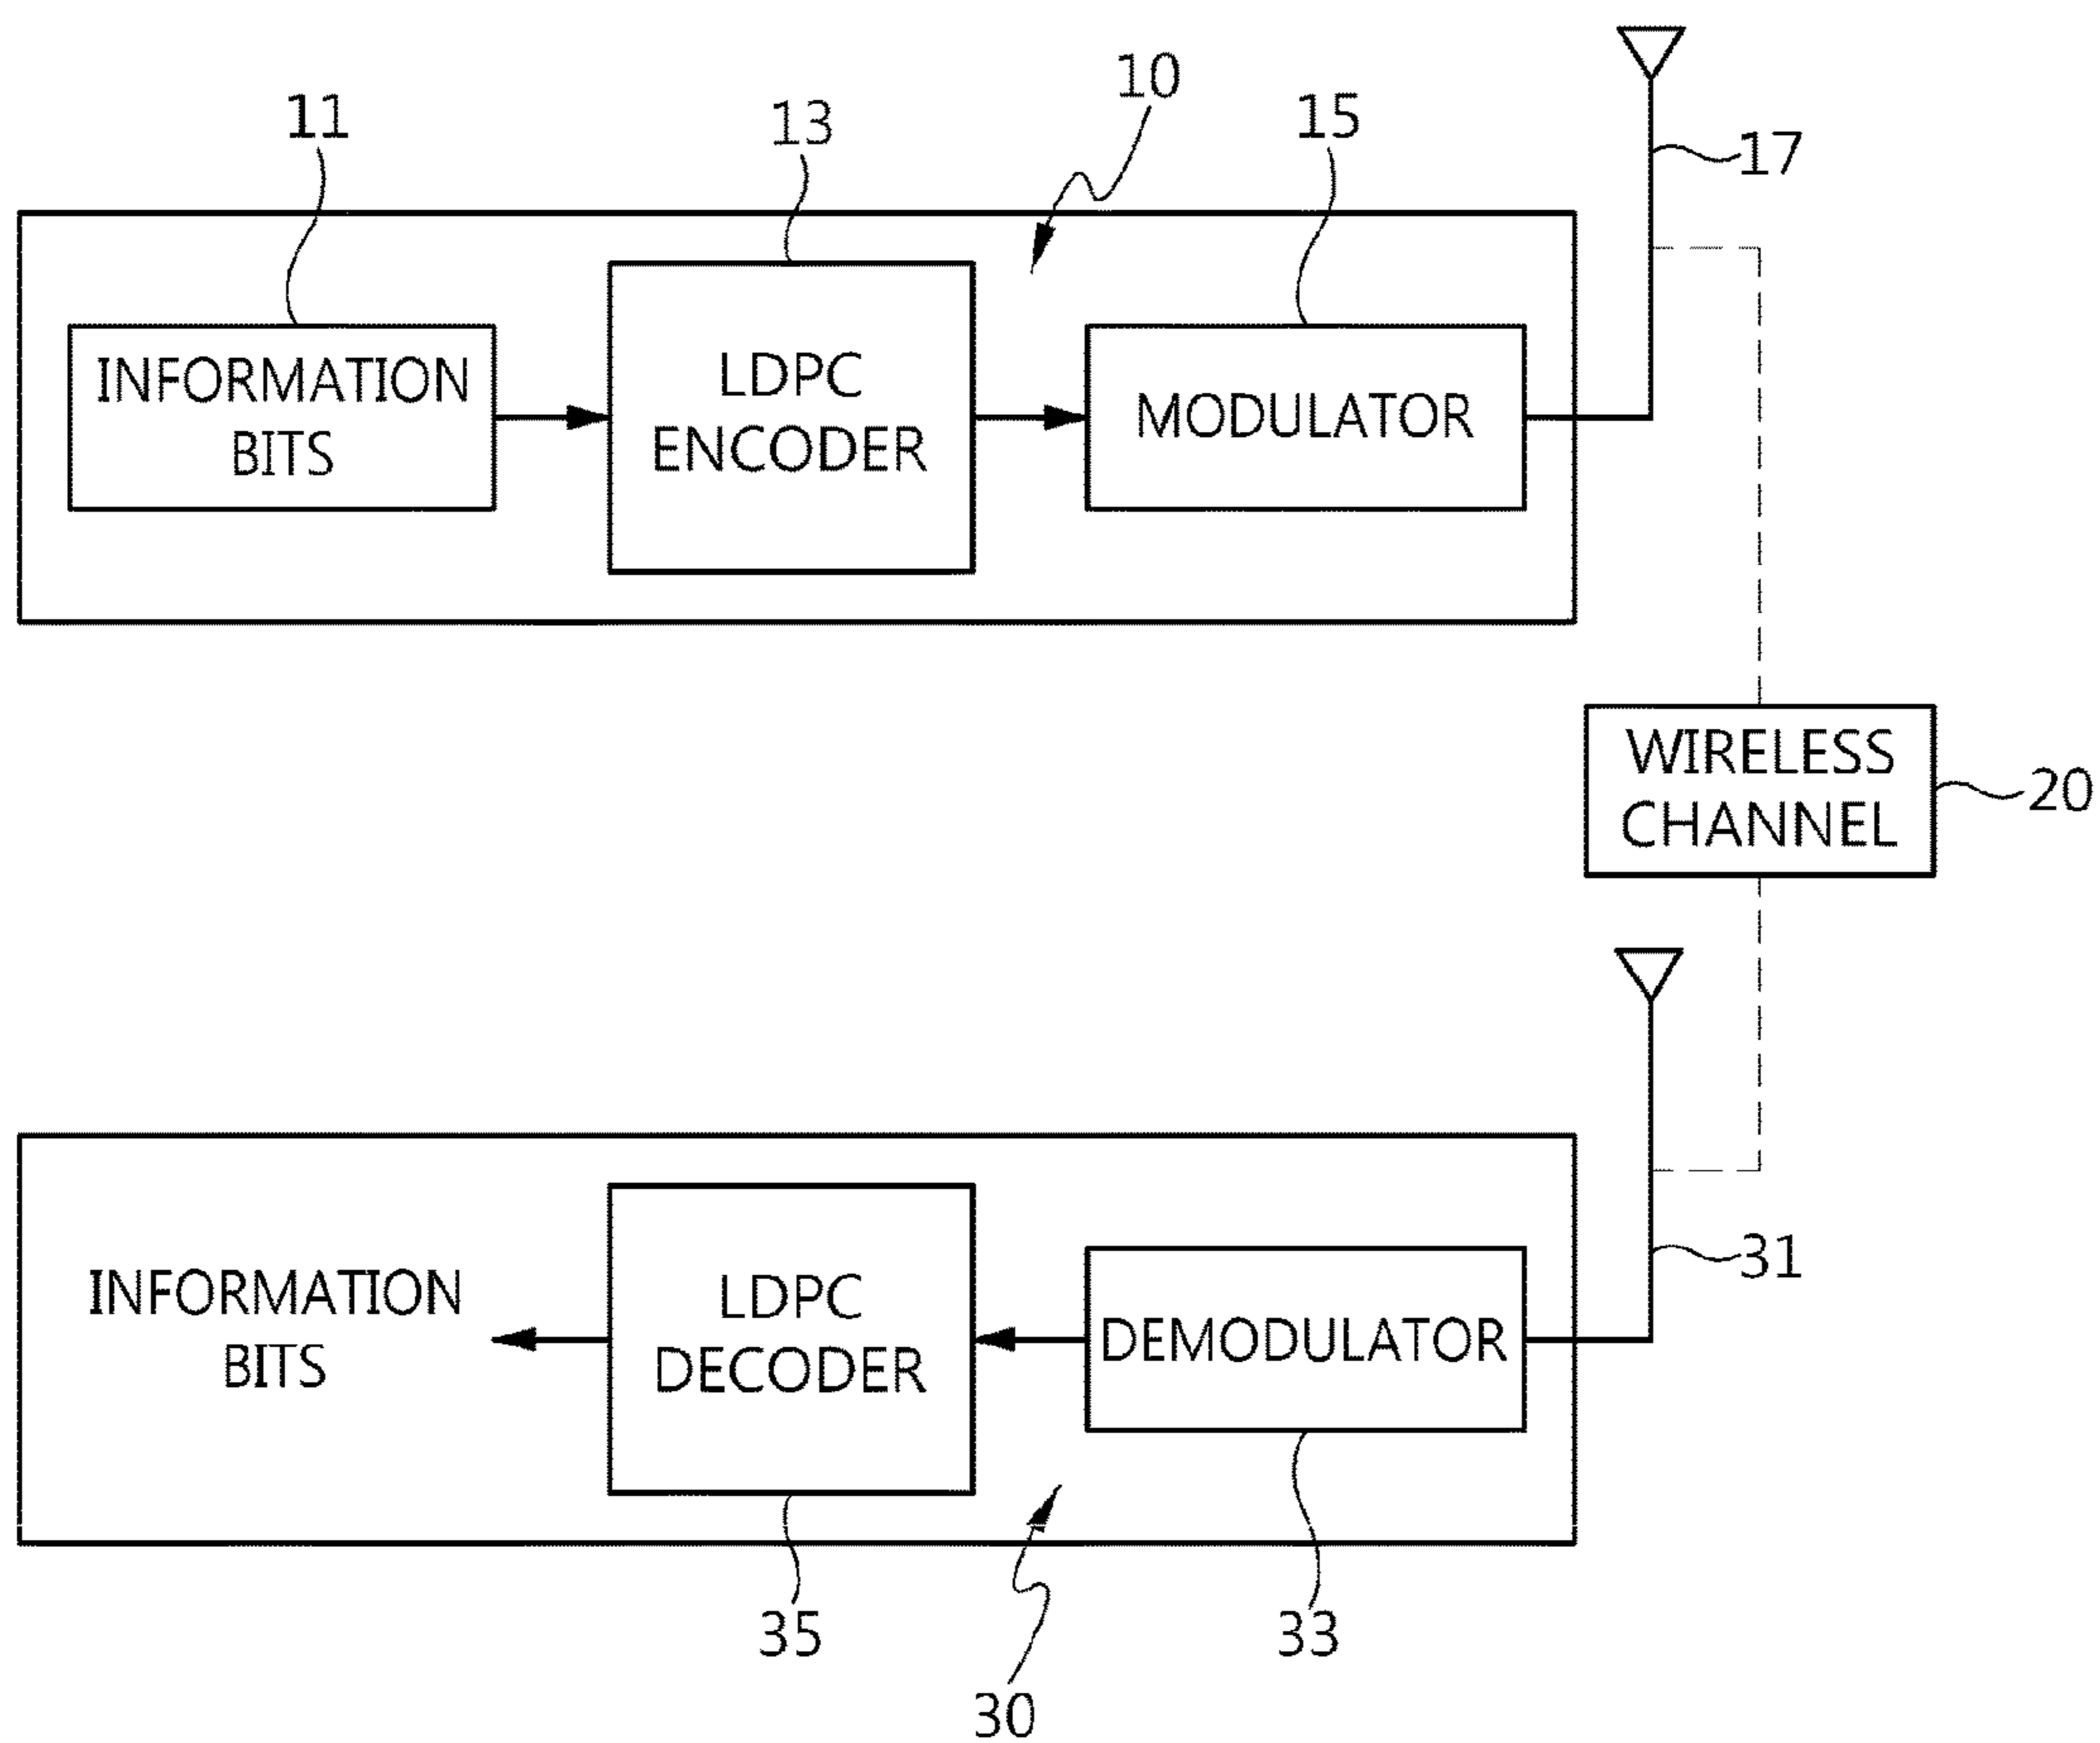 10
11
13
15
17
INFORMATION
BITS
LDPC
ENCODER
MODULATOR
WIRELESS
CHANNEL
20
31
INFORMATION
BITS
LDPC
DECODER
DEMODULATOR
35
33
30